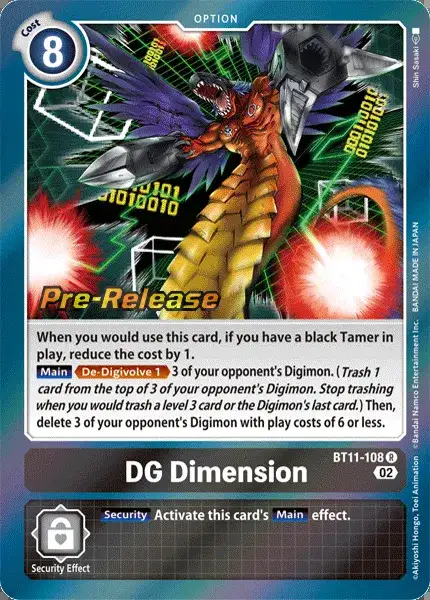 OPTION
Cost
8
Shin Sasaki
00110010
01010101
0101
01010010
Pre-Release
When you would use this card, if you have a black Tamer in
play, reduce the cost by 1.
Main De-Digivolve 1 3 of your opponent's Digimon. (Trash 1
card from the top of 3 of your opponent's Digimon. Stop trashing
when you would trash a level 3 card or the Digimon's last card.) Then,
delete 3 of your opponent's Digimon with play costs of 6 or less.
©Akiyoshi Hongo, Toei Animation ©Bandai Namco Entertainment Inc. BANDAI MADE IN JAPAN
DG Dimension
BT11-108 R
02
Security Effect
Security Activate this card's Main effect.